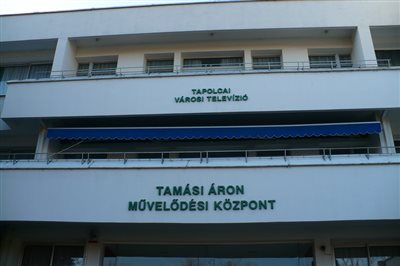 TAPOLCAI
VÁROSI TELEVÍZIÓ
TAMÁSI ÁRON
MŰVELŐDÉSI KÖZPONT